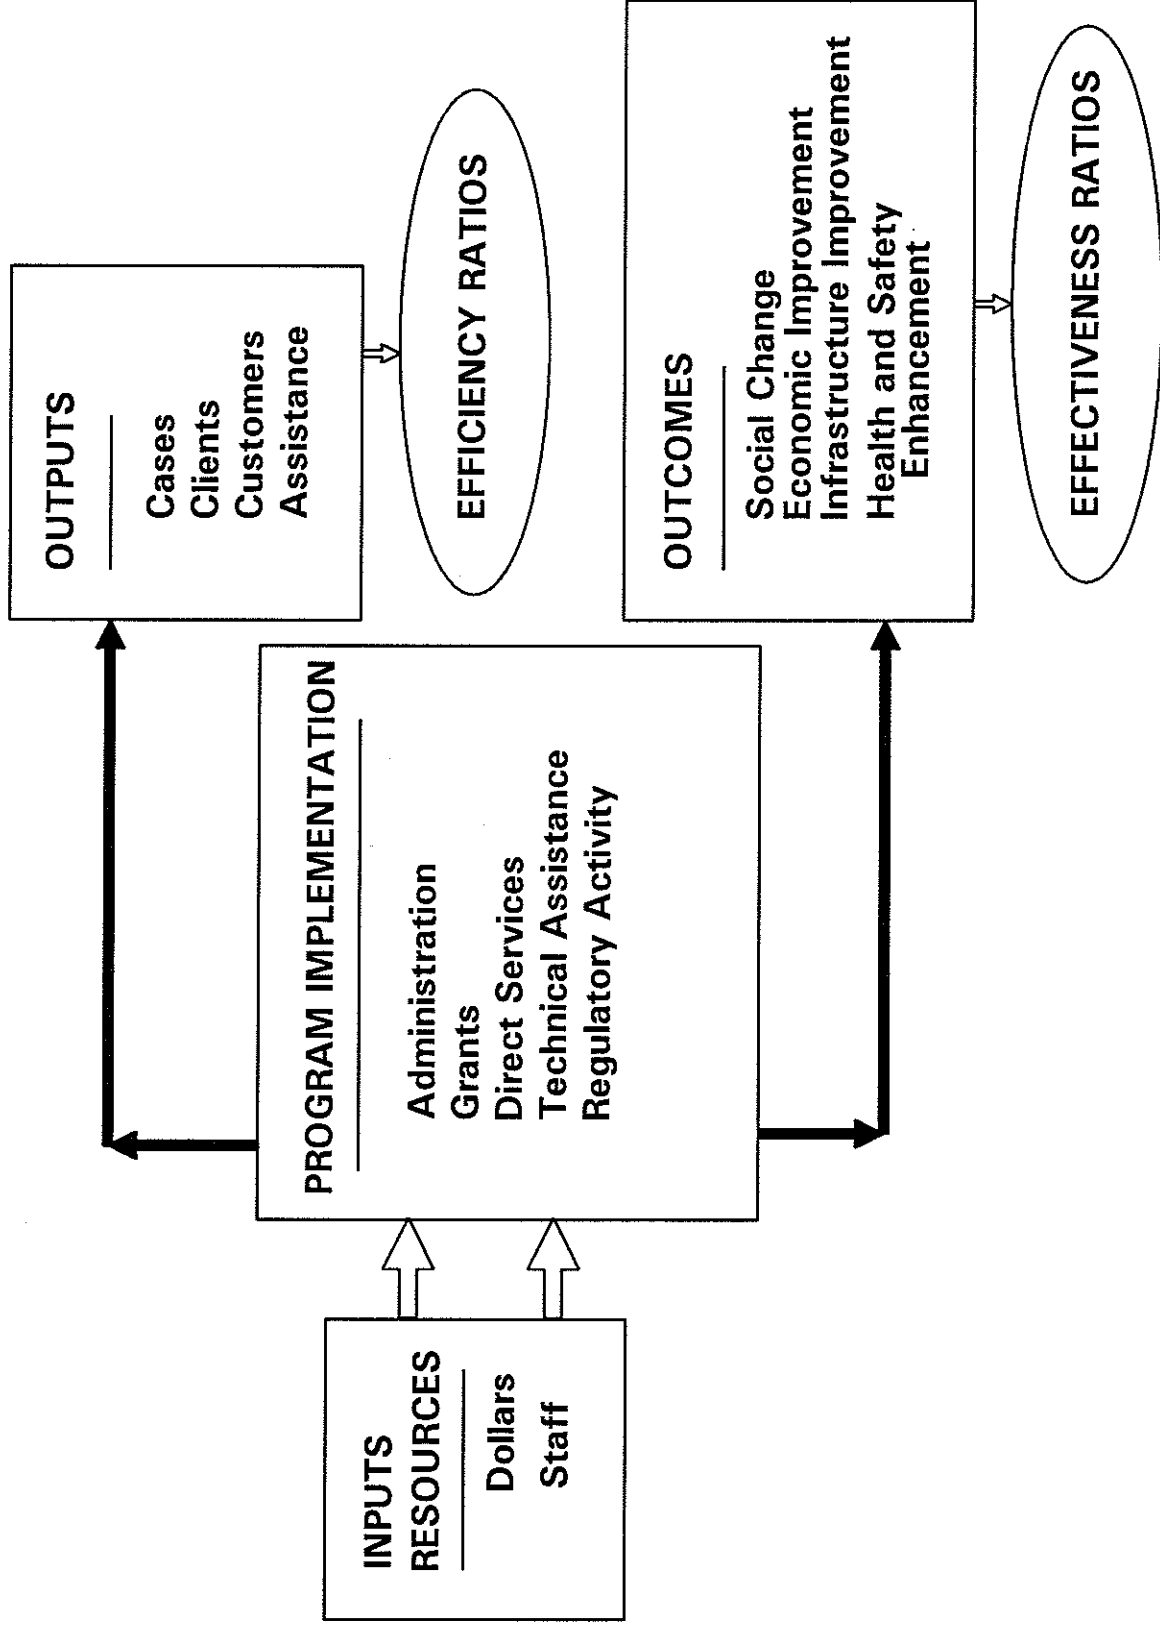 INPUTS
RESOURCES
Dollars
Staff
PROGRAM IMPLEMENTATION
Administration
Grants
Direct Services
Technical Assistance
Regulatory Activity
OUTPUTS
Cases
Clients
Customers
Assistance
EFFICIENCY RATIOS
OUTCOMES
Social Change
Economic Improvement
Infrastructure Improvement
Health and Safety
Enhancement
EFFECTIVENESS RATIOS